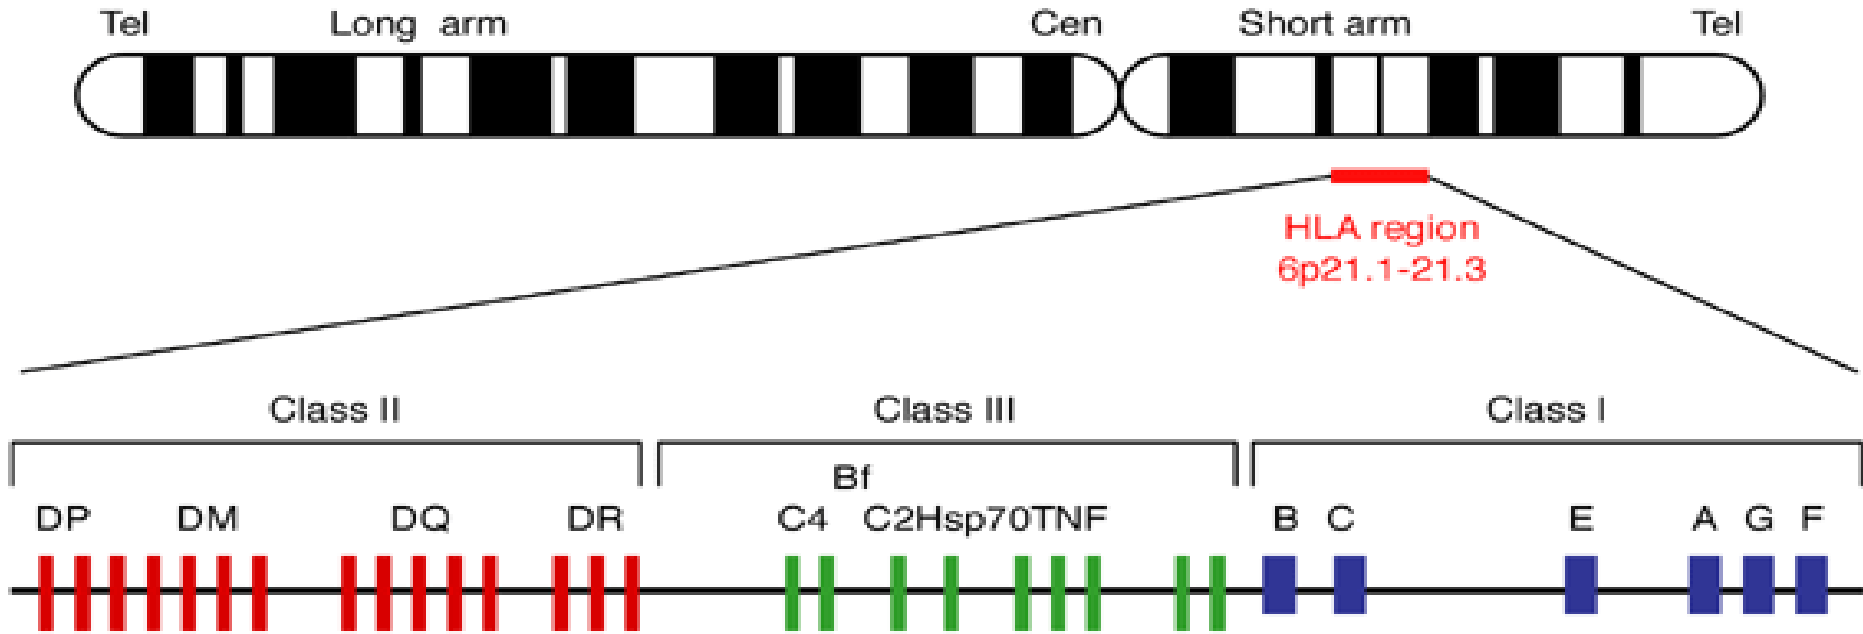 Tel Long arm Cen Short arm Tel
HLA region
6p21.1-21.3
Class II Class III Class I
Bf
DP DM DQ DR C4 C2Hsp70TNF B C E A G F